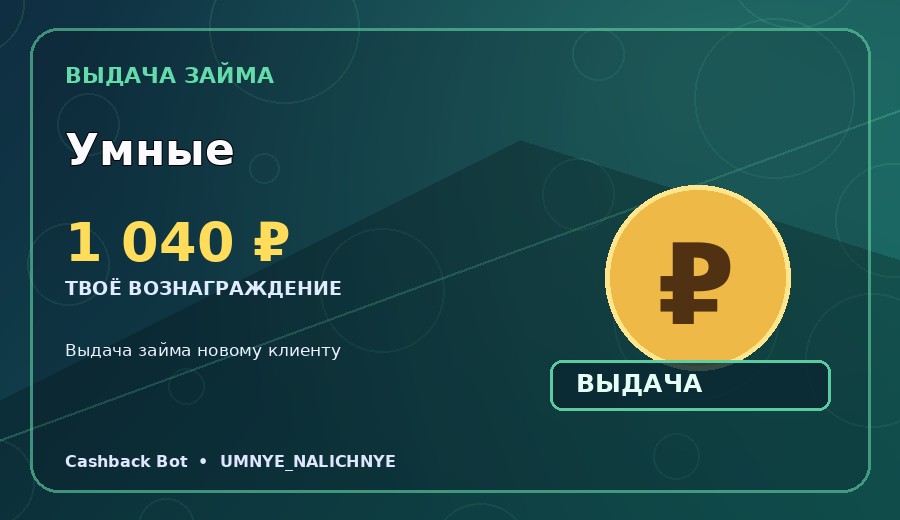 ВЫДАЧА ЗАЙМА
Умные
1 040 ₽
ТВОЁ ВОЗНАГРАЖДЕНИЕ
Выдача займа новому клиенту
₽
ВЫДАЧА
Cashback Bot • UMNYE_NALICHNYE